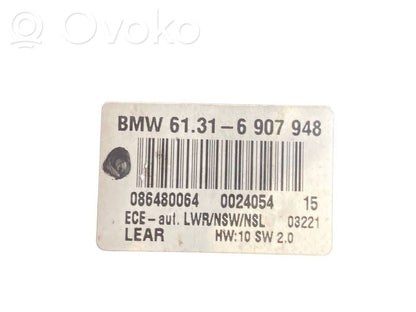 Ovoko
BMW 61.31-6 907 948
086480064 0024054 15
ECE-aut. LWR/NSW/NSL 03221
LEAR HW:10 SW 2.0